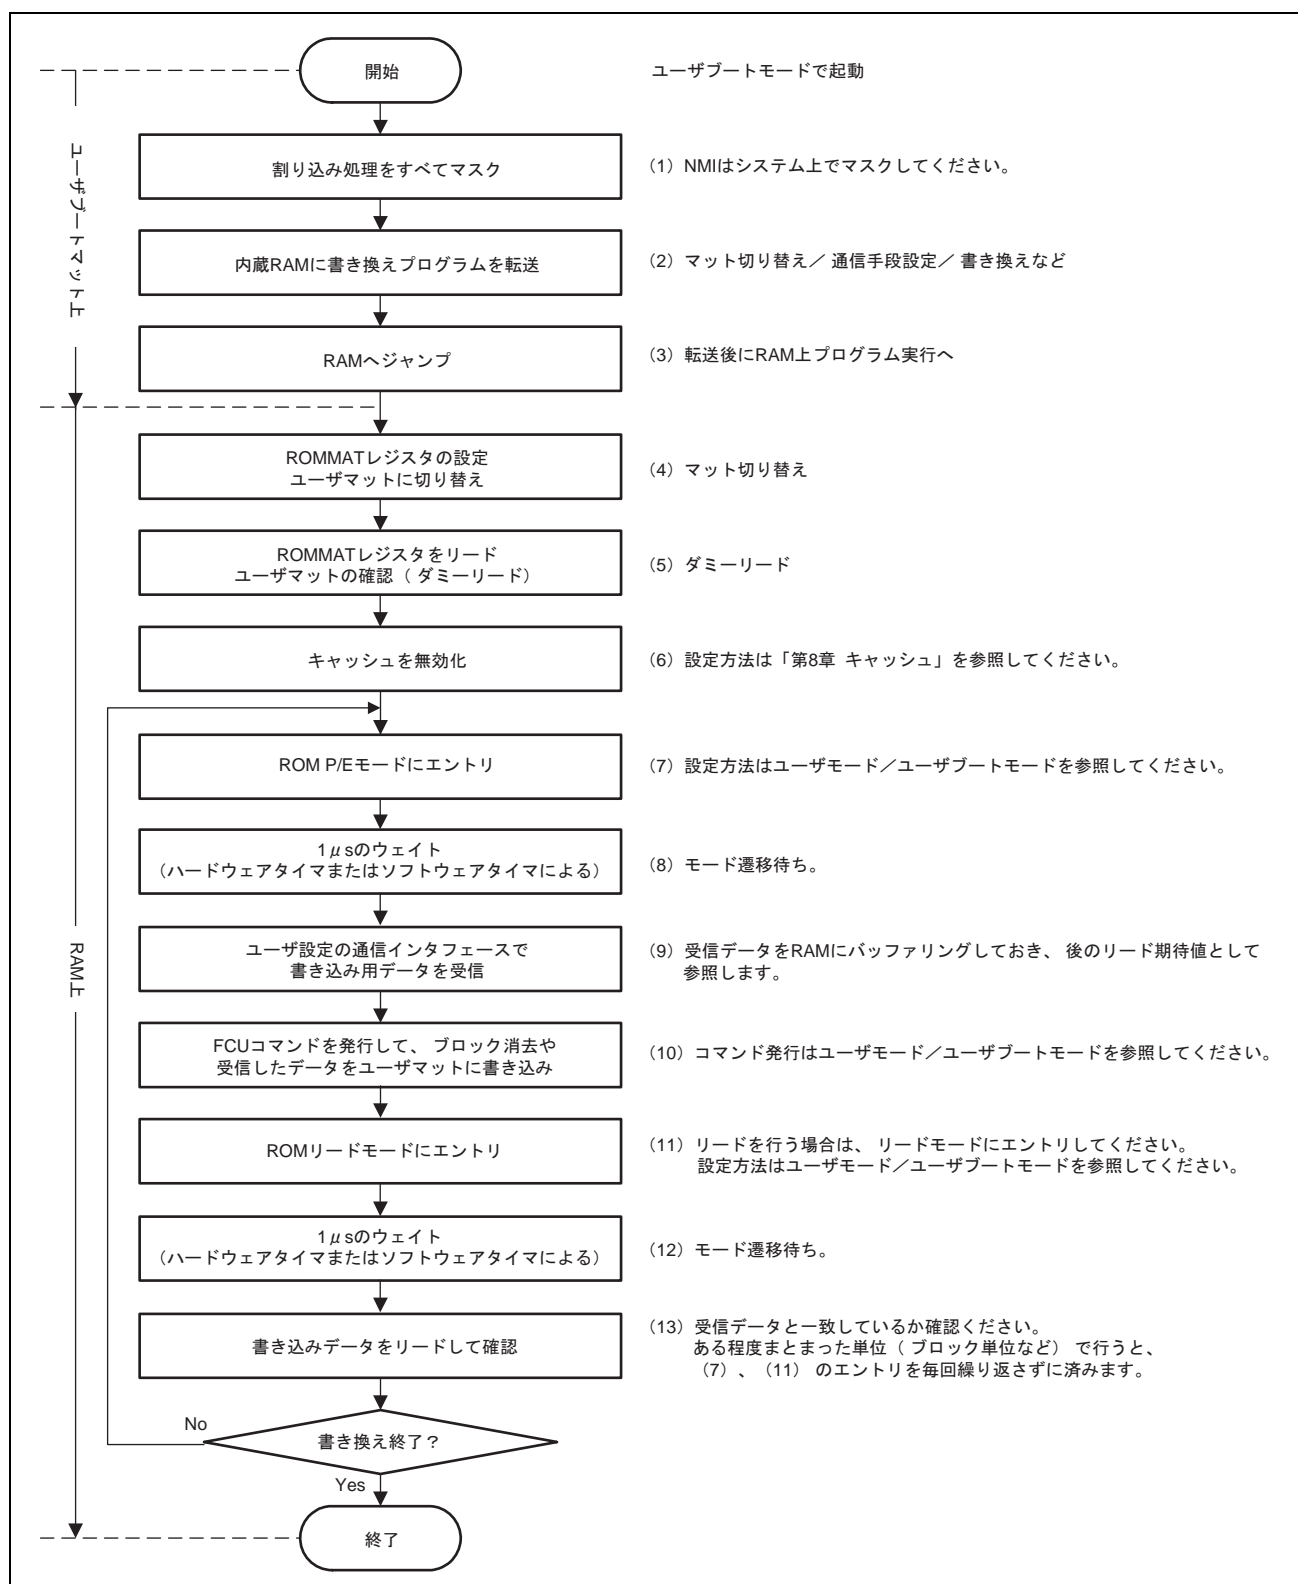 開始
ユーザブートモードで起動
ユーザブートマット上
割り込み処理をすべてマスク
（1）NMIはシステム上でマスクしてください。
内蔵RAMに書き換えプログラムを転送
（2）マット切り替え／ 通信手段設定／ 書き換えなど
RAMへジャンプ
（3）転送後にRAM上プログラム実行へ
RAM上
ROMMATレジスタの設定
ユーザマットに切り替え
（4）マット切り替え
ROMMATレジスタをリード
ユーザマットの確認（ ダミーリード）
（5）ダミーリード
キャッシュを無効化
（6）設定方法は「第8章 キャッシュ」を参照してください。
ROM P/Eモードにエントリ
（7）設定方法はユーザモード／ユーザブートモードを参照してください。
1μsのウェイト
（ハードウェアタイマまたはソフトウェアタイマによる）
（8）モード遷移待ち。
ユーザ設定の通信インタフェースで
書き込み用データを受信
（9）受信データをRAMにバッファリングしておき、 後のリード期待値として
参照します。
FCUコマンドを発行して、 ブロック消去や
受信したデータをユーザマットに書き込み
（10）コマンド発行はユーザモード／ユーザブートモードを参照してください。
ROMリードモードにエントリ
（11）リードを行う場合は、 リードモードにエントリしてください。
設定方法はユーザモード／ユーザブートモードを参照してください。
1μsのウェイト
（ハードウェアタイマまたはソフトウェアタイマによる）
（12）モード遷移待ち。
書き込みデータをリードして確認
（13）受信データと一致しているか確認ください。
ある程度まとまった単位（ ブロック単位など） で行うと、
（7）、（11） のエントリを毎回繰り返さずに済みます。
No
書き換え終了？
Yes
終了